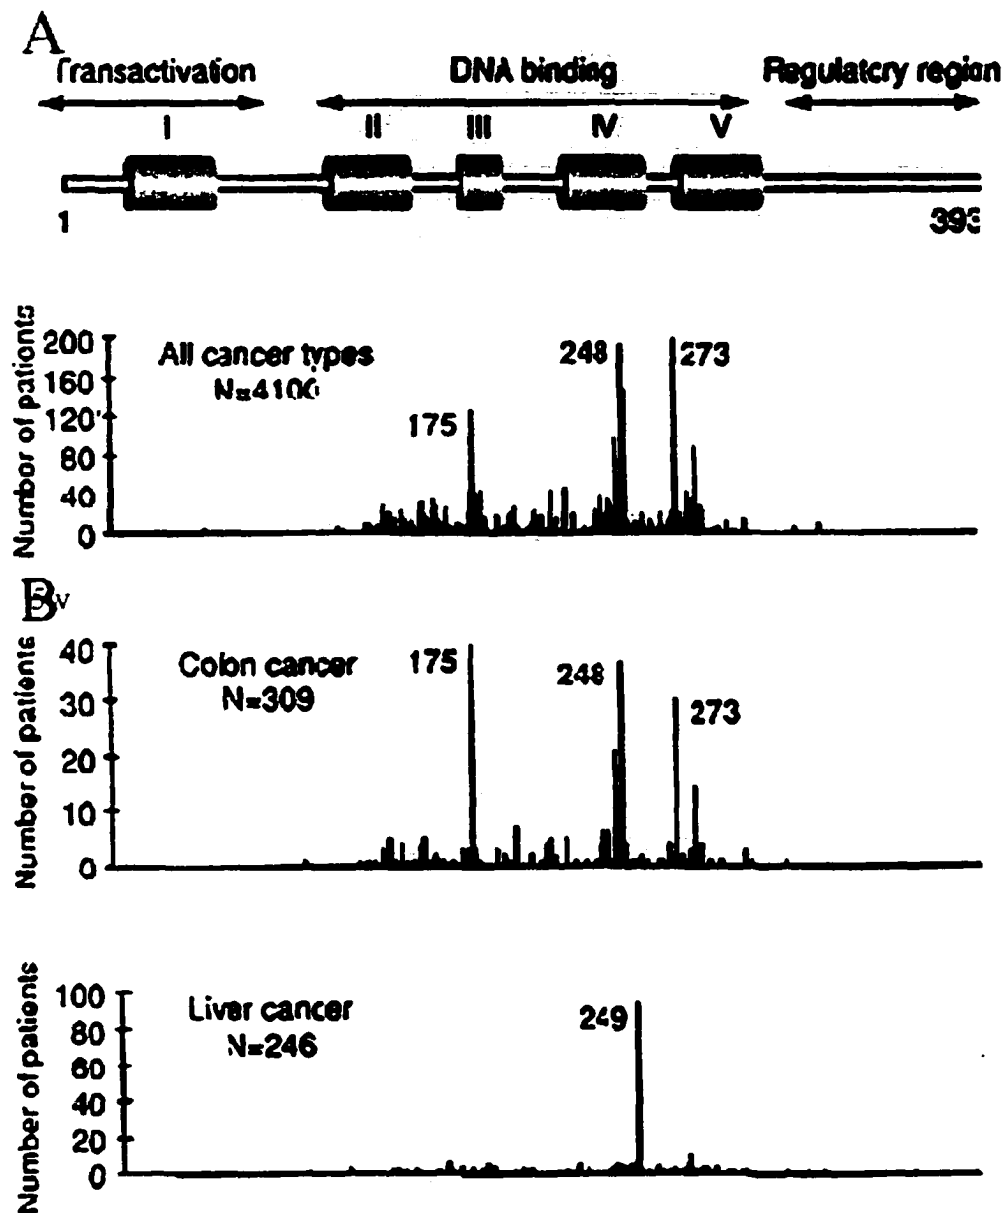 A
Transactivation DNA binding Regulatory region
I II III IV V
1 393
Number of patients
200
160
120
80
40
0
All cancer types
N=4100
175
248
273
B
v
Number of patients
40
30
20
10
0
Colon cancer
N=309
175
248
273
Number of patients
100
80
60
40
20
0
Liver cancer
N=246
249